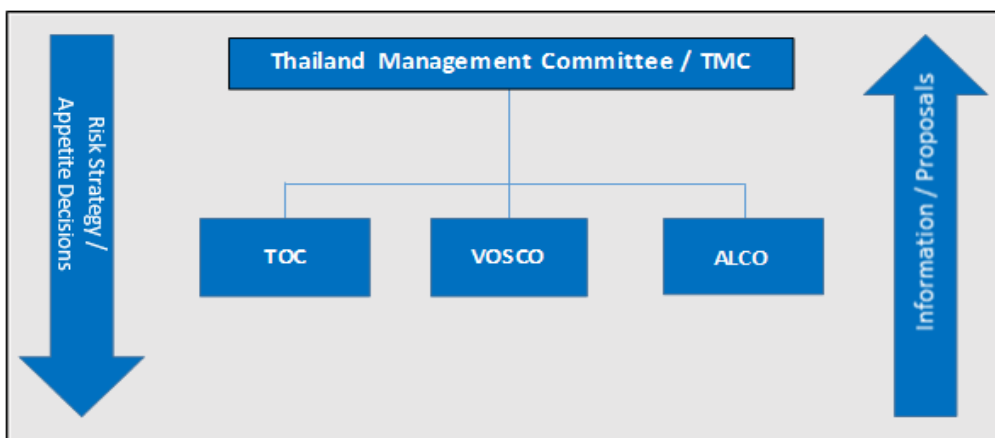 Thailand Management Committee / TMC
Risk Strategy /
Appetite Decisions
Information / Proposals
TOC
VOSCO
ALCO